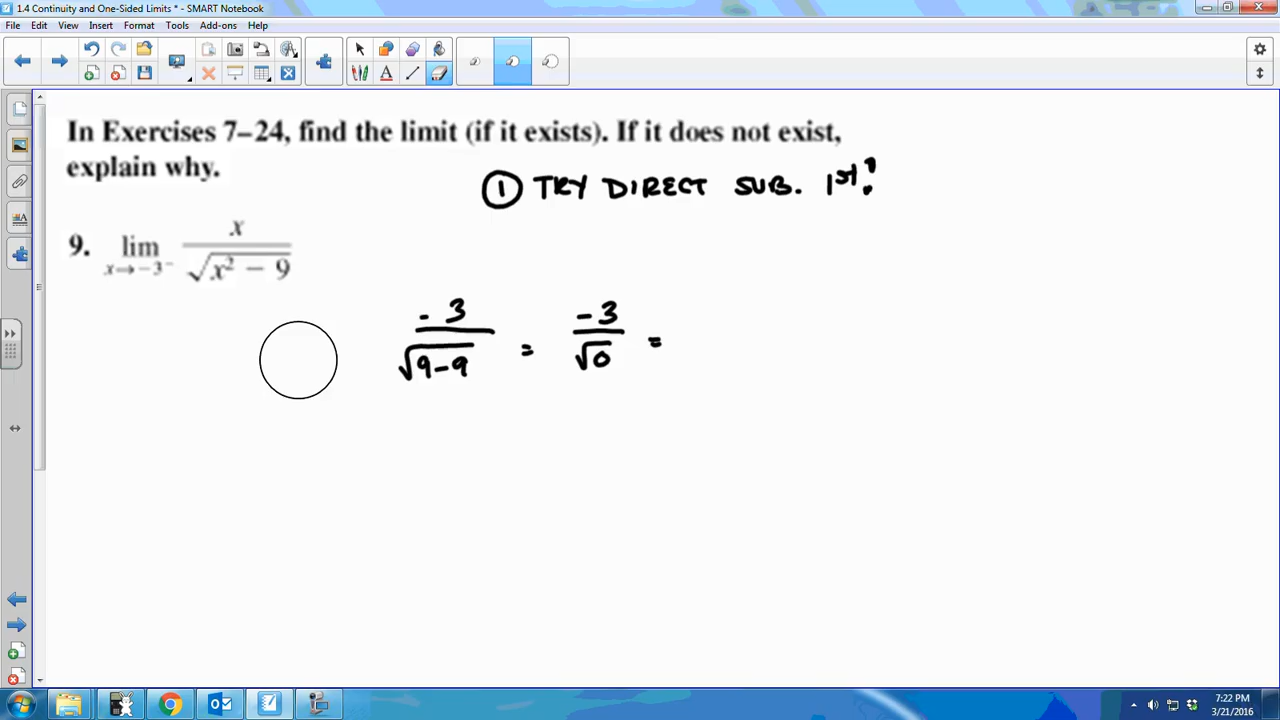 1.4 Continuity and One-Sided Limits * - SMART Notebook
File Edit View Insert Format Tools Add-ons Help
In Exercises 7–24, find the limit (if it exists). If it does not exist,
explain why.
① TRY DIRECT SUB. 1st!
9. lim x→-3⁻ x / √(x² – 9)
-3 / √(9-9) = -3 / √0 =
7:22 PM
3/21/2016